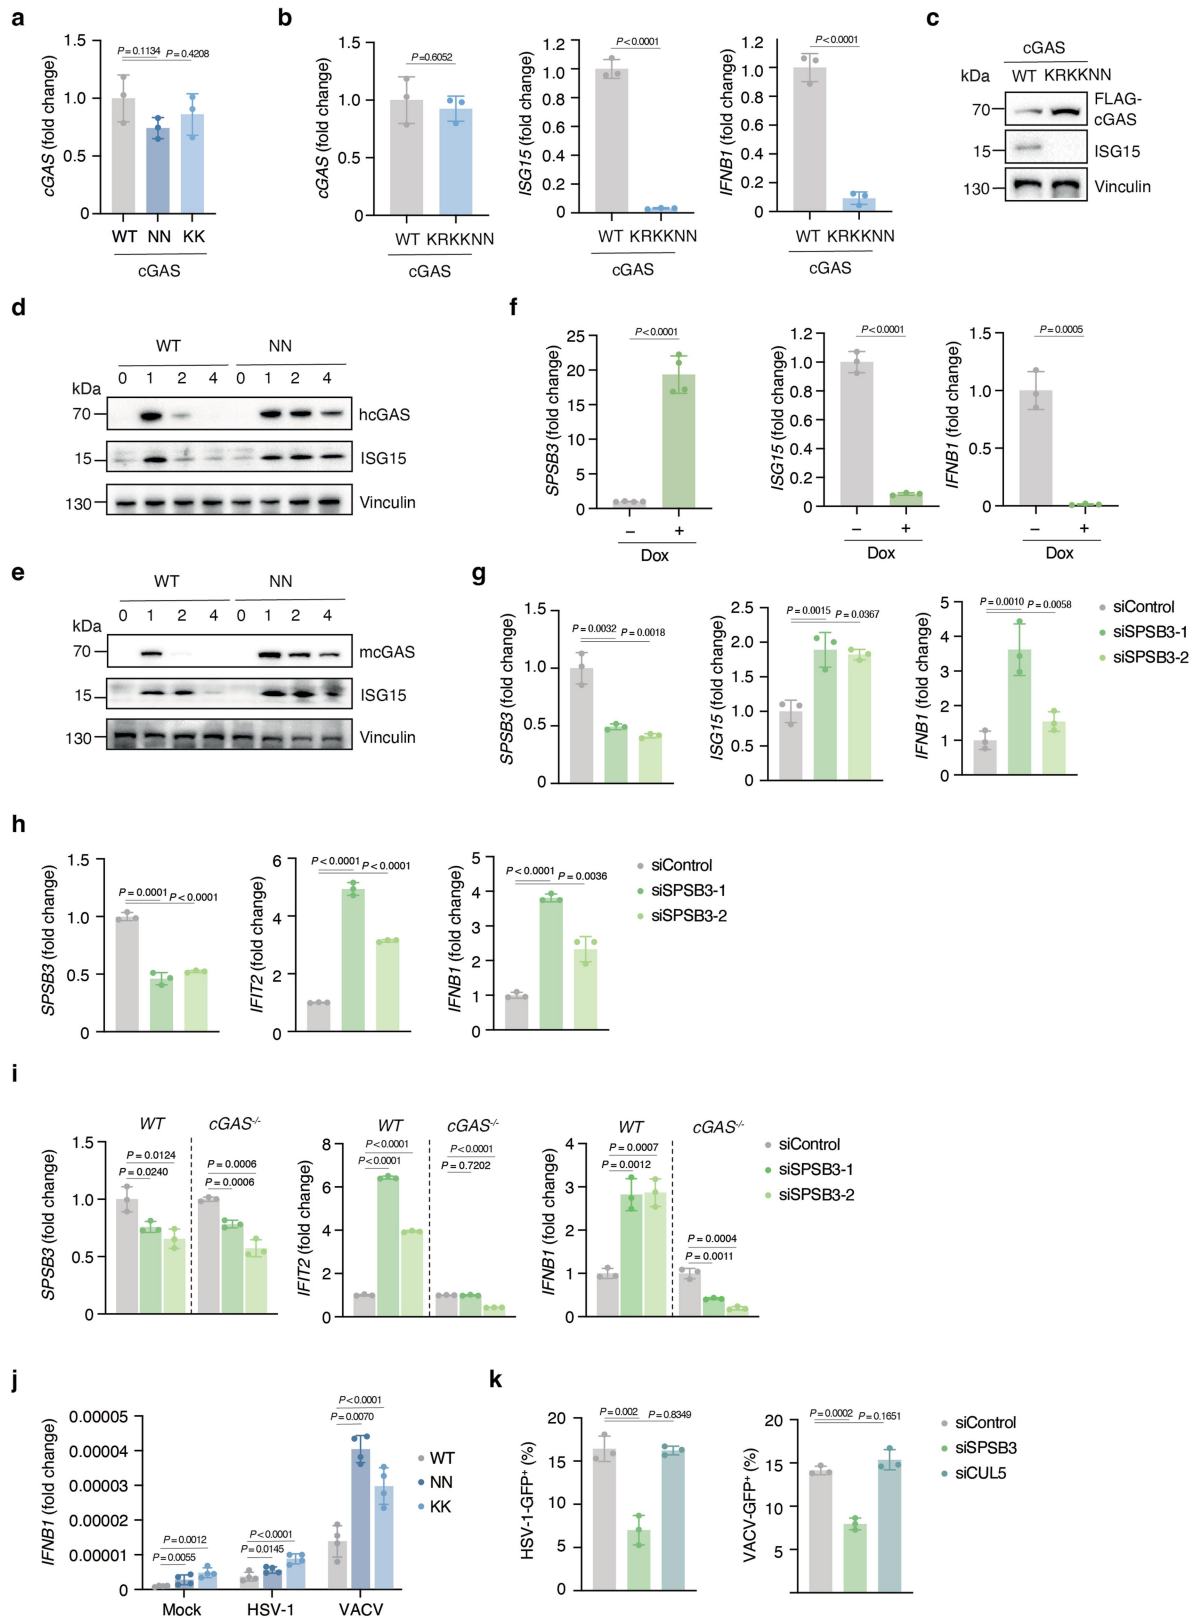 a
cGAS (fold change)
1.5
1.0
0.5
0
P = 0.1134 P = 0.4208
WT NN KK
cGAS
b
cGAS (fold change)
1.5
1.0
0.5
0
P=0.6052
WT KRKKNN
cGAS
ISG15 (fold change)
1.2
1.0
0.8
0.6
0.4
0.2
0
P<0.0001
WT KRKKNN
cGAS
IFNB1 (fold change)
1.2
1.0
0.8
0.6
0.4
0.2
0
P<0.0001
WT KRKKNN
cGAS
c
cGAS
kDa WT KRKKNN
70 FLAG-
cGAS
15 ISG15
130 Vinculin
d
WT NN
0 1 2 4 0 1 2 4
kDa
70 hcGAS
15 ISG15
130 Vinculin
e
WT NN
0 1 2 4 0 1 2 4
kDa
70 mcGAS
15 ISG15
130 Vinculin
f
SPSB3 (fold change)
25
20
15
10
5
0
P < 0.0001
– +
Dox
ISG15 (fold change)
1.2
1.0
0.8
0.6
0.4
0.2
0
P < 0.0001
– +
Dox
IFNB1 (fold change)
1.5
1.0
0.5
0
P = 0.0005
– +
Dox
g
SPSB3 (fold change)
1.5
1.0
0.5
0
P = 0.0032 P = 0.0018
ISG15 (fold change)
2.5
2.0
1.5
1.0
0.5
0
P = 0.0015 P = 0.0367
IFNB1 (fold change)
5
4
3
2
1
0
P = 0.0010 P = 0.0058
siControl
siSPSB3-1
siSPSB3-2
h
SPSB3 (fold change)
1.5
1.0
0.5
0
P = 0.0001 P < 0.0001
IFIT2 (fold change)
6
4
2
0
P < 0.0001 P < 0.0001
IFNB1 (fold change)
5
4
3
2
1
0
P < 0.0001 P = 0.0036
siControl
siSPSB3-1
siSPSB3-2
i
SPSB3 (fold change)
1.5
1.0
0.5
0
WT cGAS-/-
P = 0.0124
P = 0.0240
P = 0.0006
P = 0.0006
IFIT2 (fold change)
8
6
4
2
0
WT cGAS-/-
P < 0.0001
P < 0.0001
P < 0.0001
P = 0.7202
IFNB1 (fold change)
4
3
2
1
0
WT cGAS-/-
P = 0.0007
P = 0.0012
P = 0.0004
P = 0.0011
siControl
siSPSB3-1
siSPSB3-2
j
IFNB1 (fold change)
0.00005
0.00004
0.00003
0.00002
0.00001
0
P = 0.0012
P = 0.0055
P < 0.0001
P = 0.0145
P < 0.0001
P = 0.0070
Mock HSV-1 VACV
WT
NN
KK
k
HSV-1-GFP+ (%)
20
15
10
5
0
P = 0.002 P = 0.8349
VACV-GFP+ (%)
20
15
10
5
P = 0.0002 P = 0.1651
siControl
siSPSB3
siCUL5